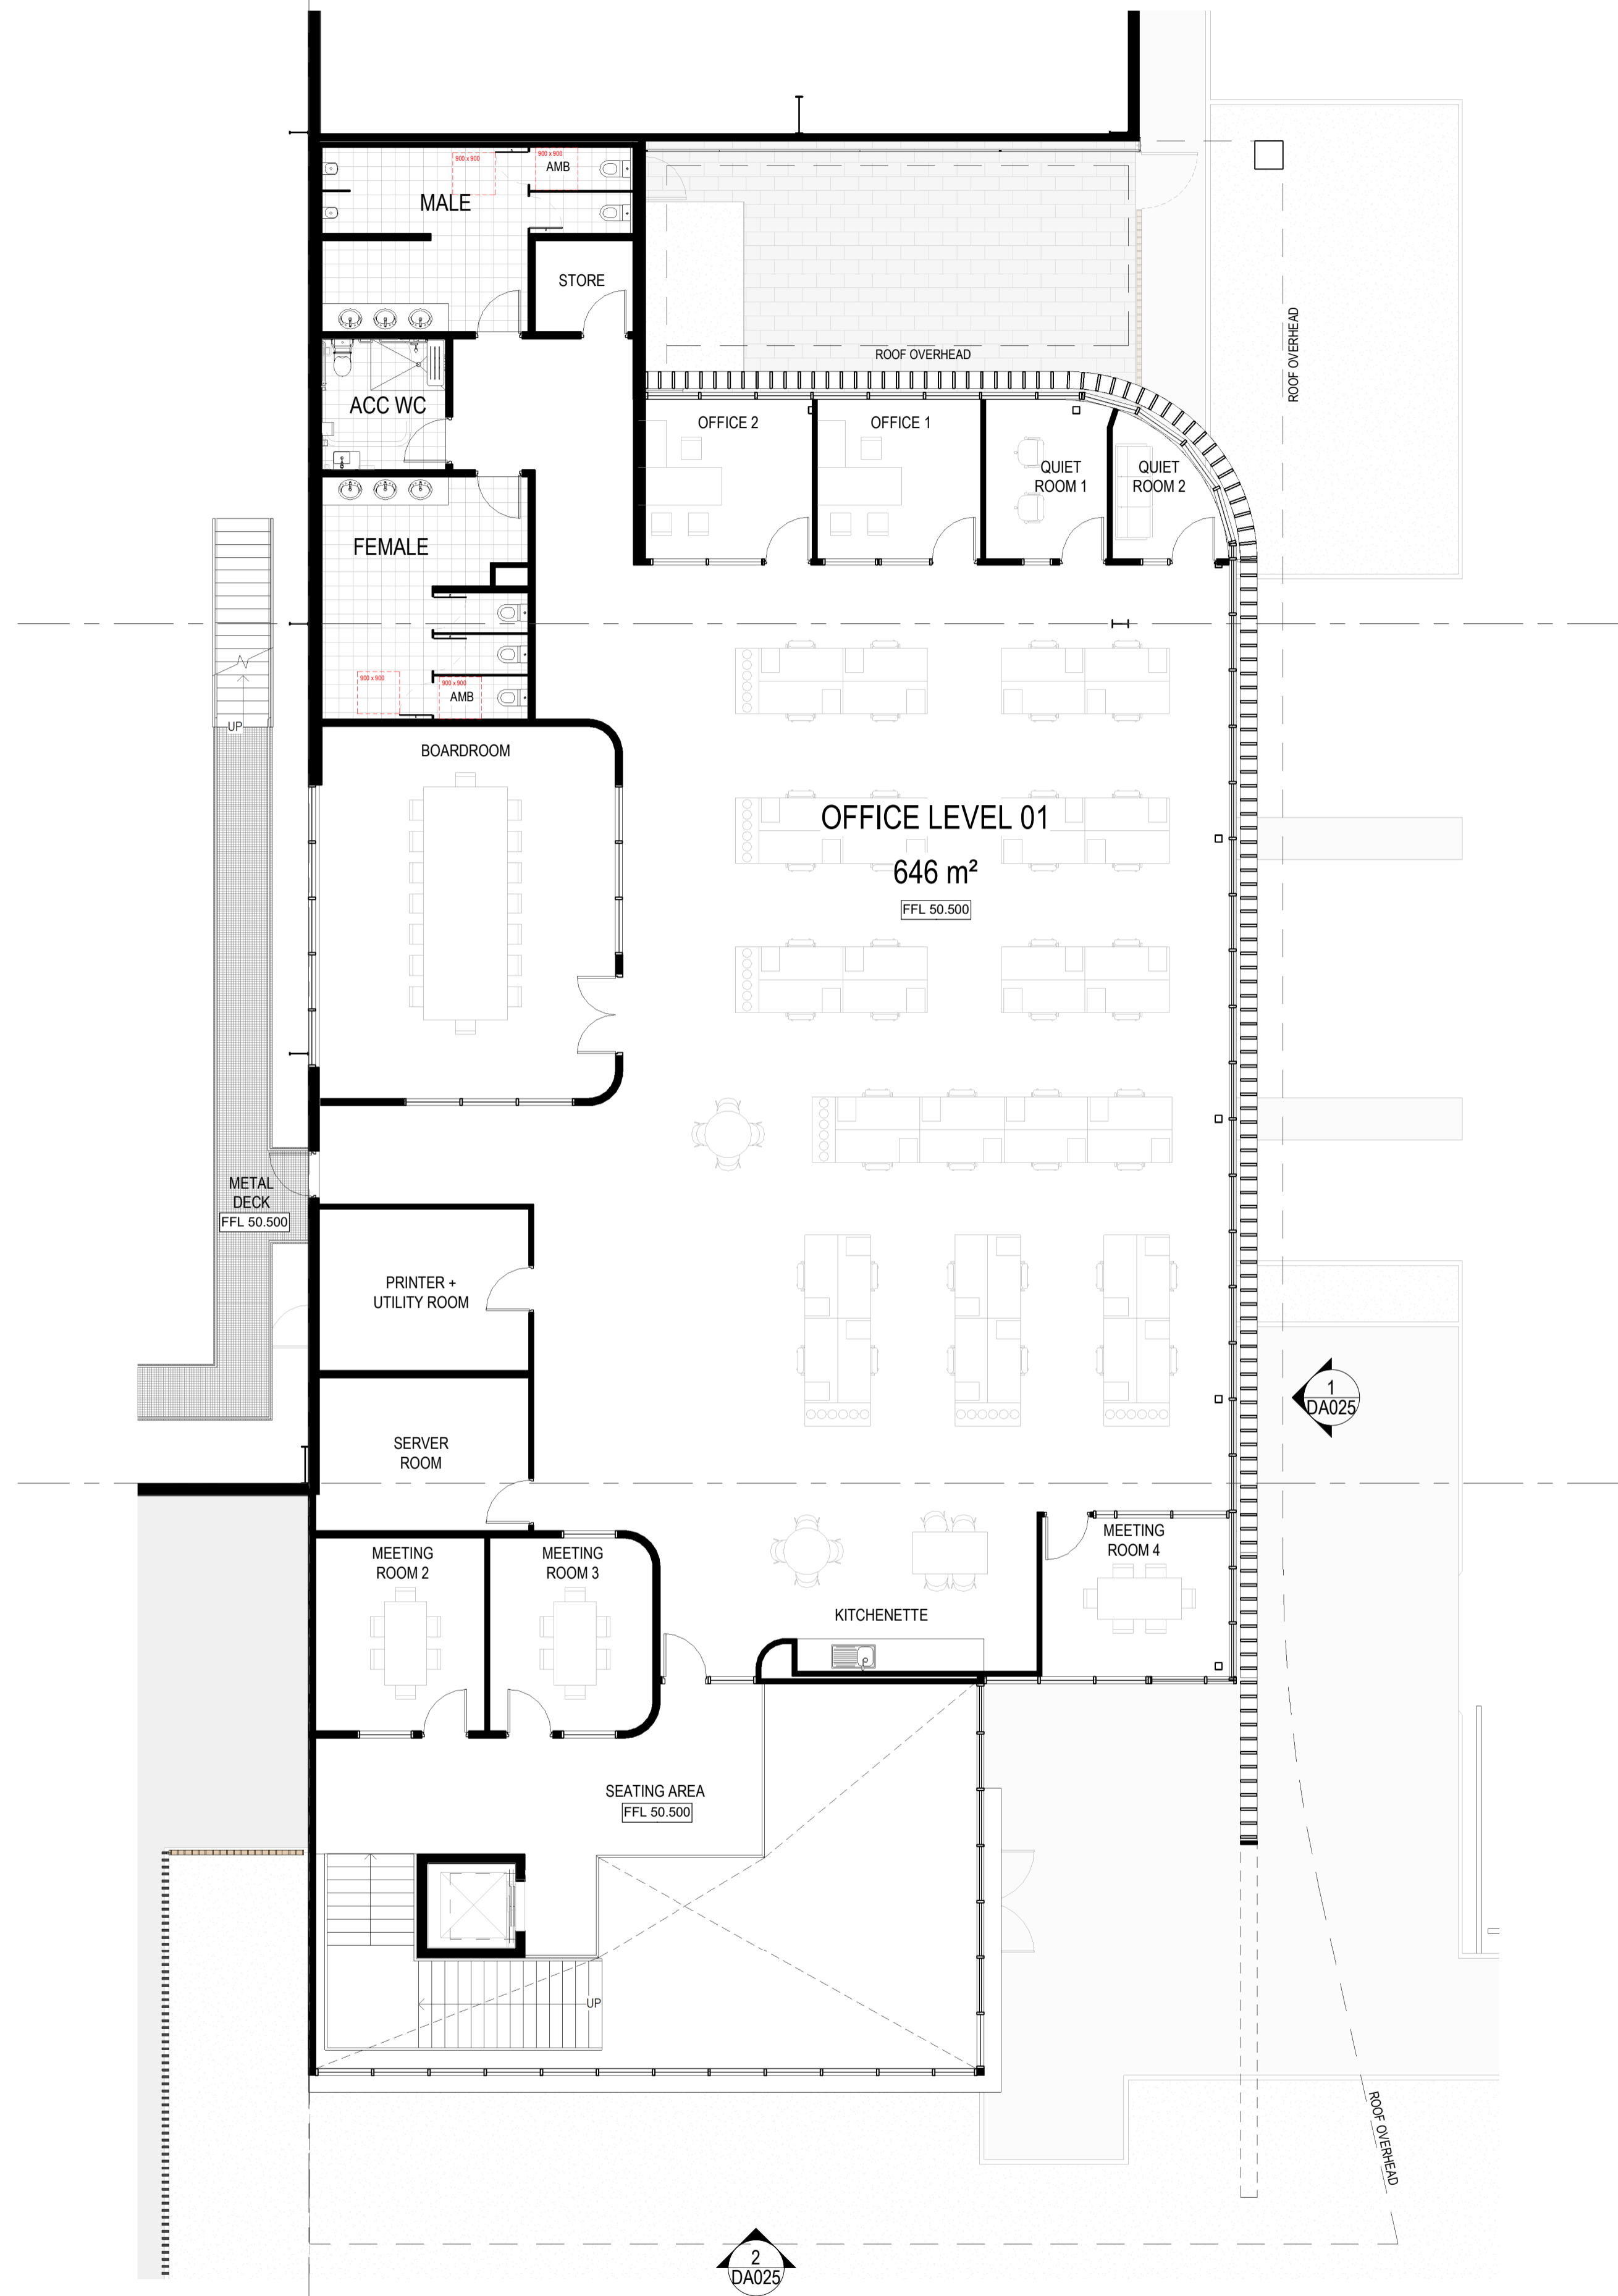 900 x 900
900 x 900
AMB
MALE
STORE
ROOF OVERHEAD
ROOF OVERHEAD
ACC WC
OFFICE 2
OFFICE 1
QUIET
ROOM 1
QUIET
ROOM 2
FEMALE
900 x 900
900 x 900
AMB
UP
BOARDROOM
OFFICE LEVEL 01
646 m²
FFL 50.500
METAL
DECK
FFL 50.500
PRINTER +
UTILITY ROOM
1
DA025
SERVER
ROOM
MEETING
ROOM 2
MEETING
ROOM 3
MEETING
ROOM 4
KITCHENETTE
SEATING AREA
FFL 50.500
UP
ROOF OVERHEAD
2
DA025